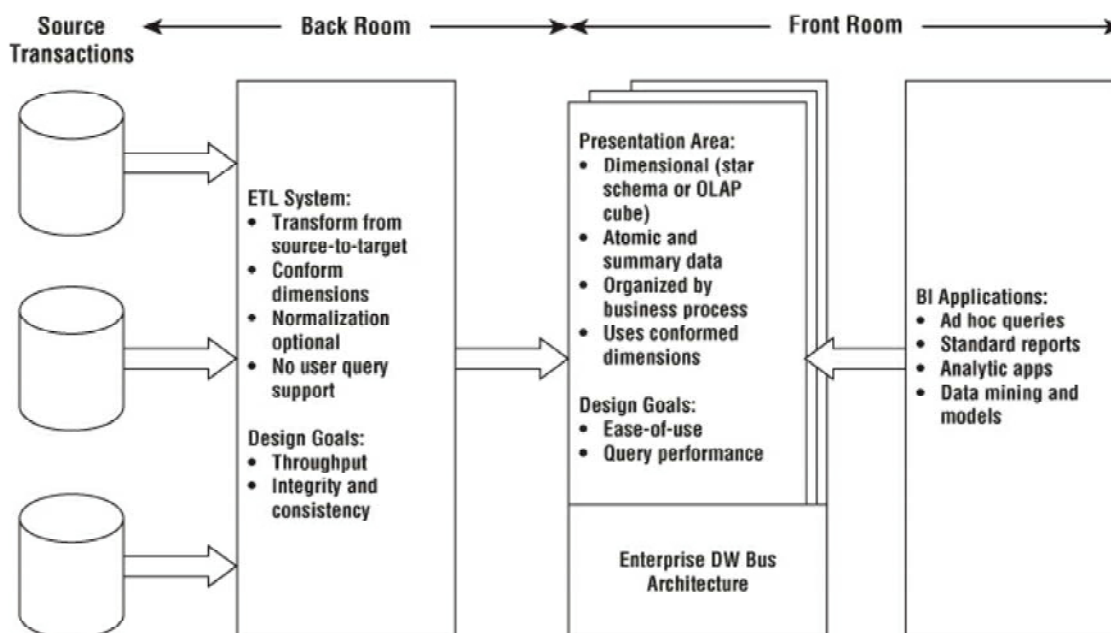 Source
Transactions
Back Room
Front Room
ETL System:
• Transform from
source-to-target
• Conform
dimensions
• Normalization
optional
• No user query
support
Design Goals:
• Throughput
• Integrity and
consistency
Presentation Area:
• Dimensional (star
schema or OLAP
cube)
• Atomic and
summary data
• Organized by
business process
• Uses conformed
dimensions
Design Goals:
• Ease-of-use
• Query performance
Enterprise DW Bus
Architecture
BI Applications:
• Ad hoc queries
• Standard reports
• Analytic apps
• Data mining and
models